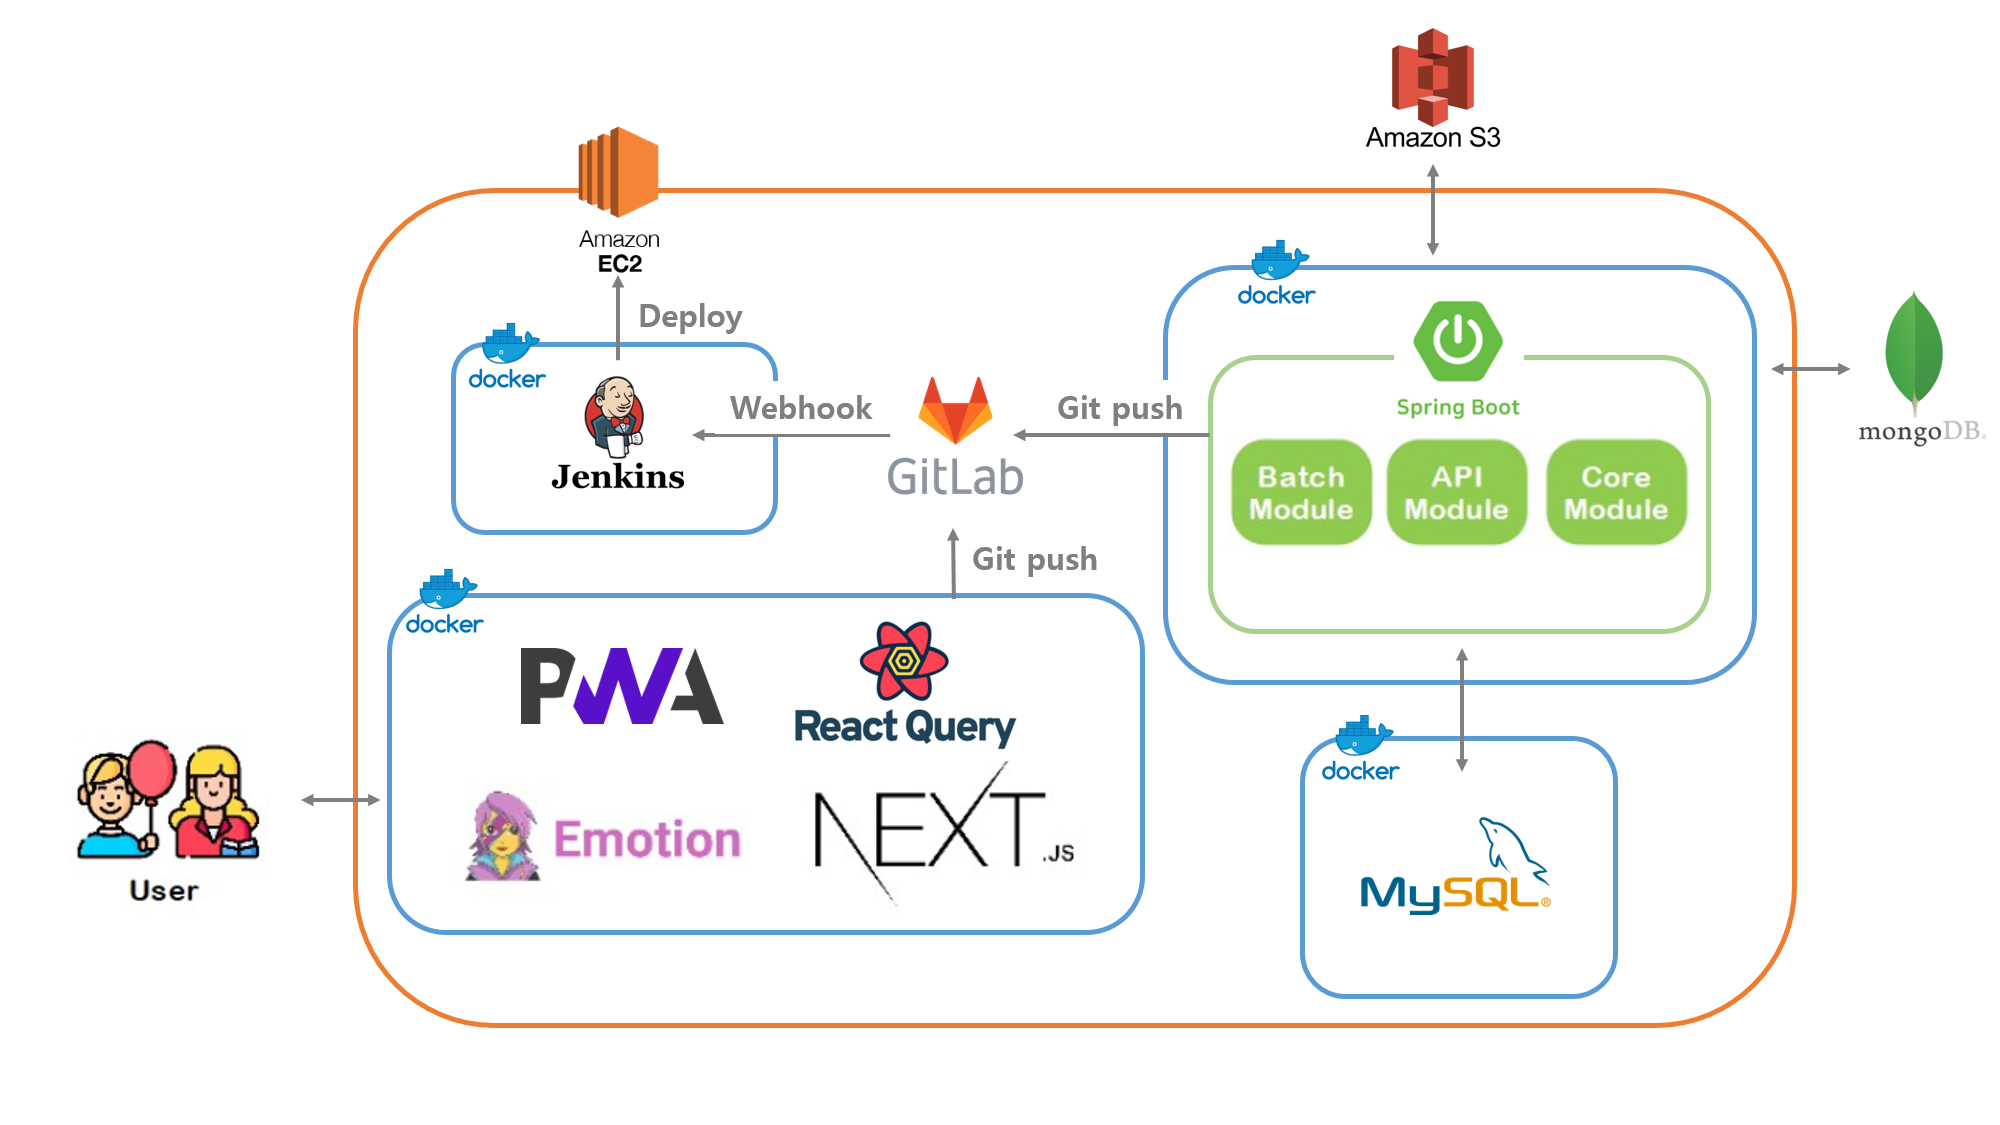 Amazon S3
Amazon
EC2
Deploy
docker
docker
Spring Boot
Jenkins
Webhook
GitLab
Git push
Batch
Module
API
Module
Core
Module
mongoDB.
Git push
docker
PWA
React Query
Emotion
NEXT.JS
User
docker
MySQL®